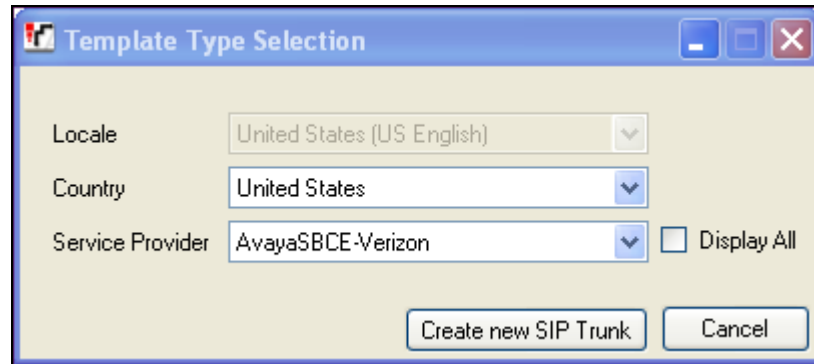 Template Type Selection
Locale United States (US English)
Country United States
Service Provider AvayaSBCE-Verizon Display All
Create new SIP Trunk Cancel